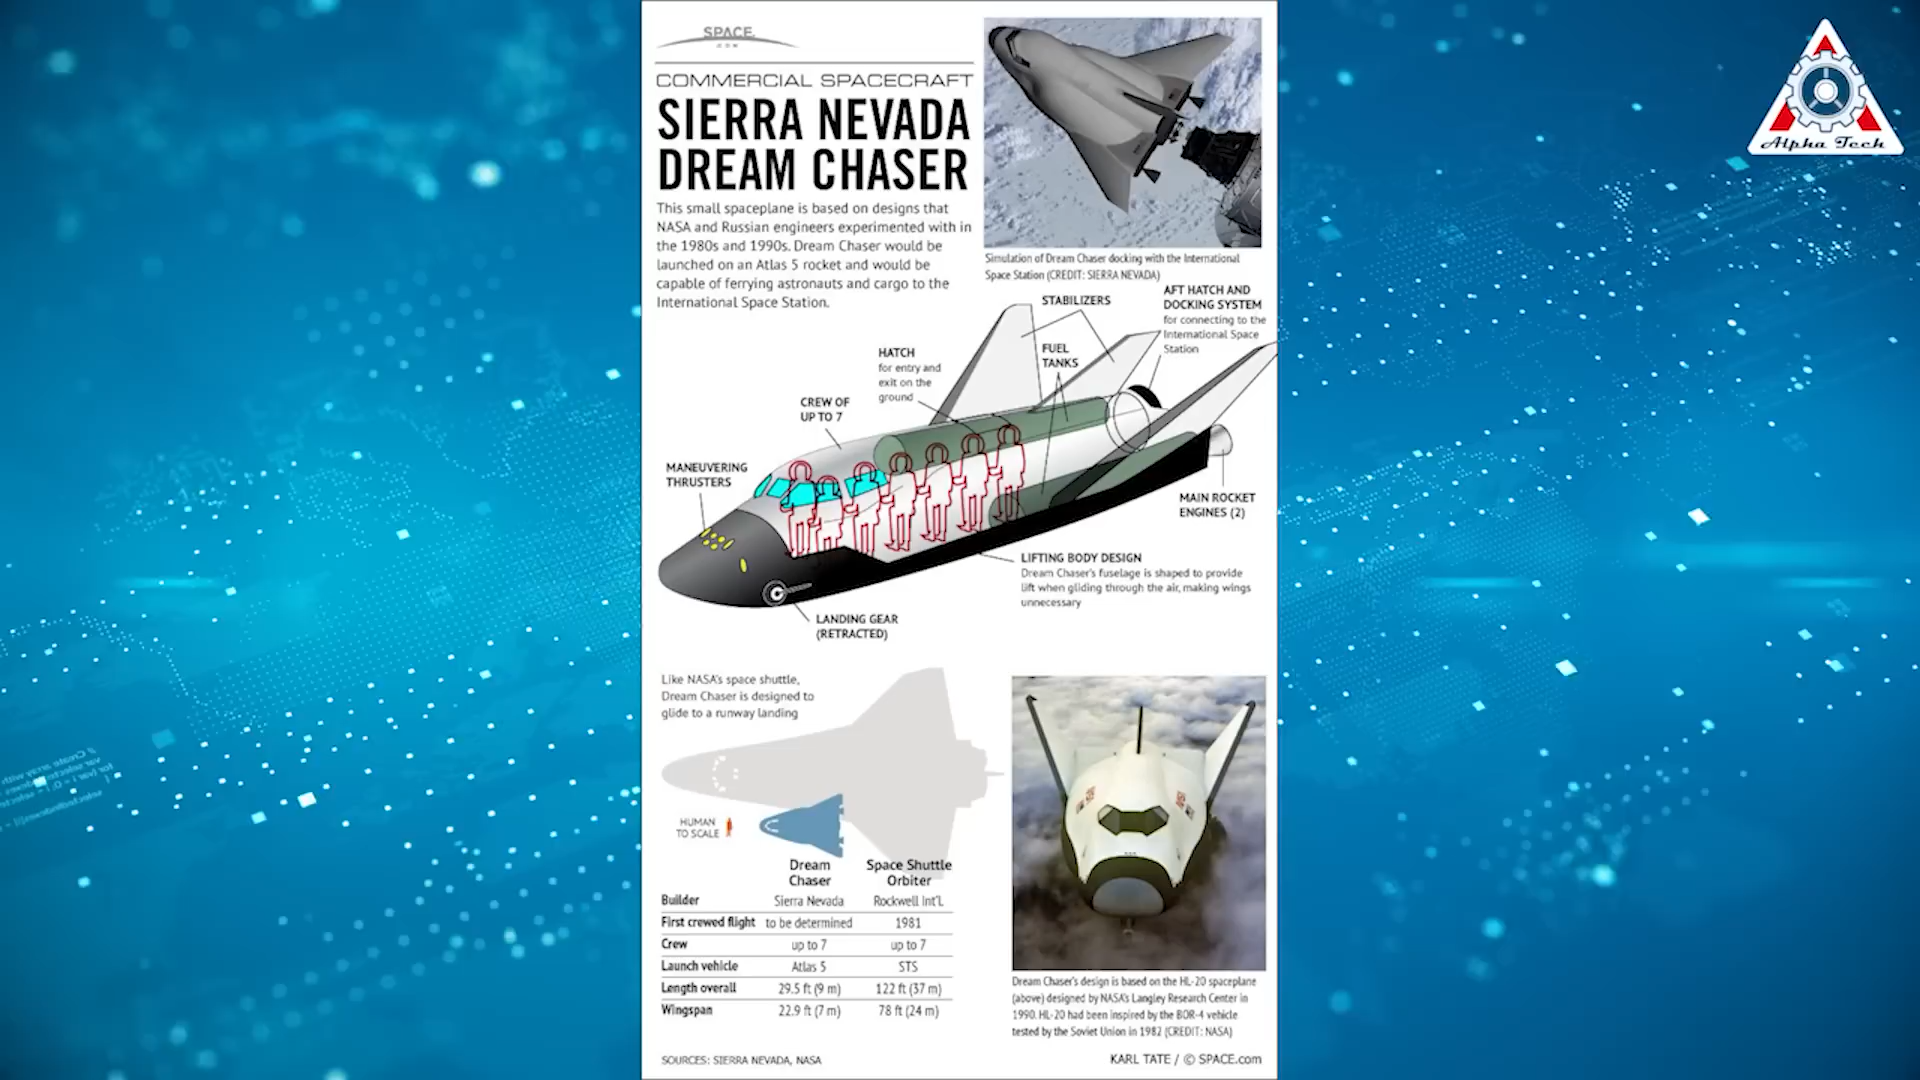 SPACE
.COM
COMMERCIAL SPACECRAFT
SIERRA NEVADA
DREAM CHASER
This small spaceplane is based on designs that
NASA and Russian engineers experimented with in
the 1980s and 1990s. Dream Chaser would be
launched on an Atlas 5 rocket and would be
capable of ferrying astronauts and cargo to the
International Space Station.
Simulation of Dream Chaser docking with the International
Space Station (CREDIT: SIERRA NEVADA)
STABILIZERS
AFT HATCH AND
DOCKING SYSTEM
for connecting to the
International Space
Station
FUEL
TANKS
HATCH
for entry and
exit on the
ground
CREW OF
UP TO 7
MANEUVERING
THRUSTERS
MAIN ROCKET
ENGINES (2)
LIFTING BODY DESIGN
Dream Chaser's fuselage is shaped to provide
lift when gliding through the air, making wings
unnecessary
LANDING GEAR
(RETRACTED)
Like NASA's space shuttle,
Dream Chaser is designed to
glide to a runway landing
HUMAN
TO SCALE
Dream Chaser Space Shuttle Orbiter
Builder Sierra Nevada Rockwell Int'L
First crewed flight to be determined 1981
Crew up to 7 up to 7
Launch vehicle Atlas 5 STS
Length overall 29.5 ft (9 m) 122 ft (37 m)
Wingspan 22.9 ft (7 m) 78 ft (24 m)
Dream Chaser's design is based on the HL-20 spaceplane
(above) designed by NASA's Langley Research Center in
1990. HL-20 had been inspired by the BOR-4 vehicle
tested by the Soviet Union in 1982 (CREDIT: NASA)
SOURCES: SIERRA NEVADA, NASA
KARL TATE / © SPACE.com
Alpha Tech